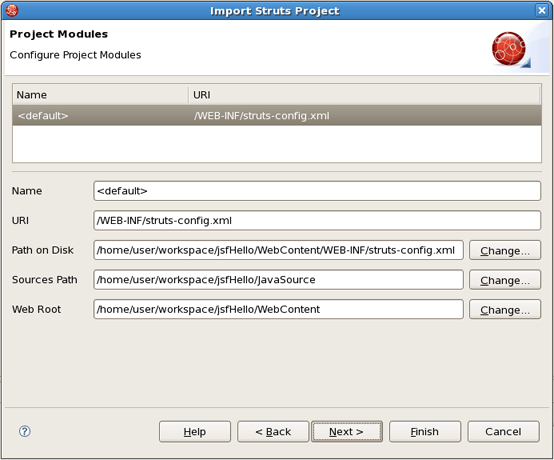 Import Struts Project
Project Modules
Configure Project Modules
Name URI
<default> /WEB-INF/struts-config.xml
Name <default>
URI /WEB-INF/struts-config.xml
Path on Disk /home/user/workspace/jsfHello/WebContent/WEB-INF/struts-config.xml Change...
Sources Path /home/user/workspace/jsfHello/JavaSource
Web Root /home/user/workspace/jsfHello/WebContent Change...
? Help < Back Next > Finish Cancel